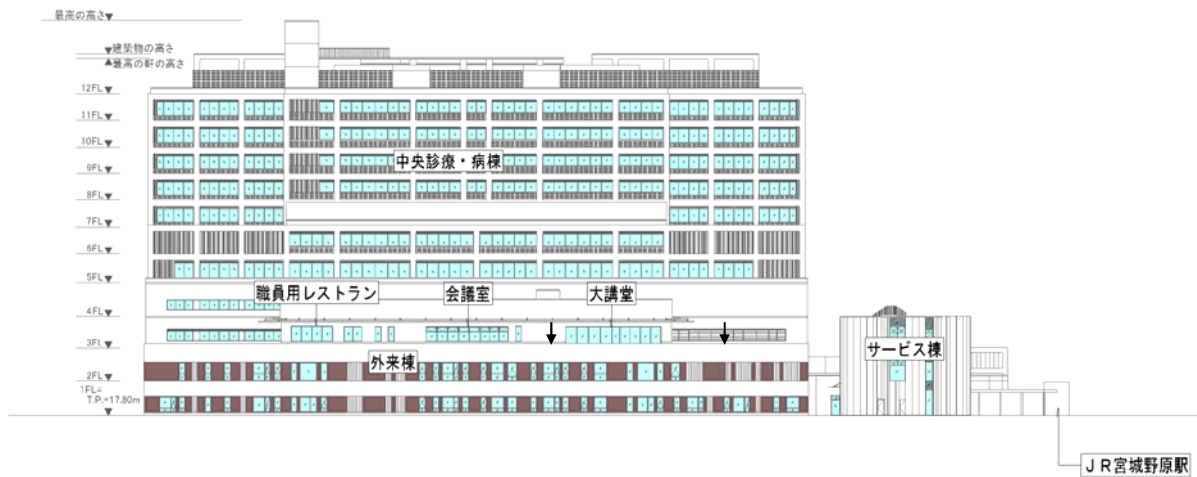 最高の高さ▼
▼建築物の高さ
▲最高の軒の高さ
12FL▼
11FL▼
10FL▼
9FL▼
8FL▼
7FL▼
6FL▼
5FL▼
4FL▼
3FL▼
2FL▼
1FL=
T.P.=17.80m
中央診療・病棟
職員用レストラン
会議室
大講堂
外来棟
サービス棟
JR宮城野原駅